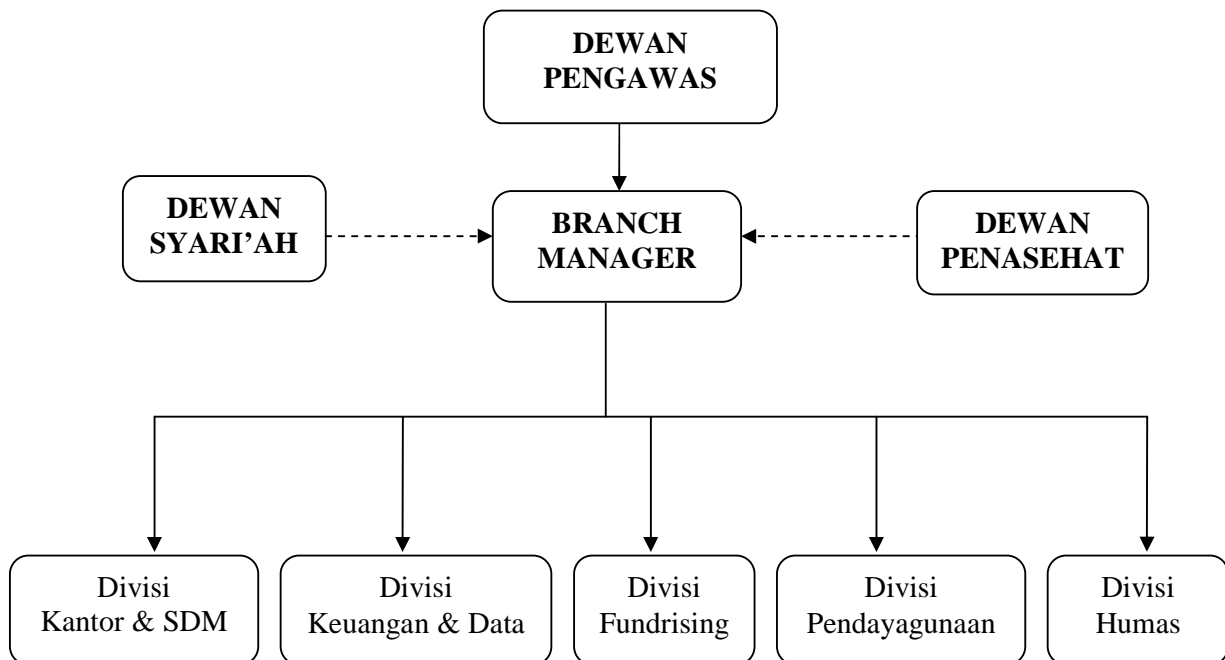 DEWAN
PENGAWAS
DEWAN
SYARI’AH
BRANCH
MANAGER
DEWAN
PENASEHAT
Divisi
Kantor & SDM
Divisi
Keuangan & Data
Divisi
Fundrising
Divisi
Pendayagunaan
Divisi
Humas